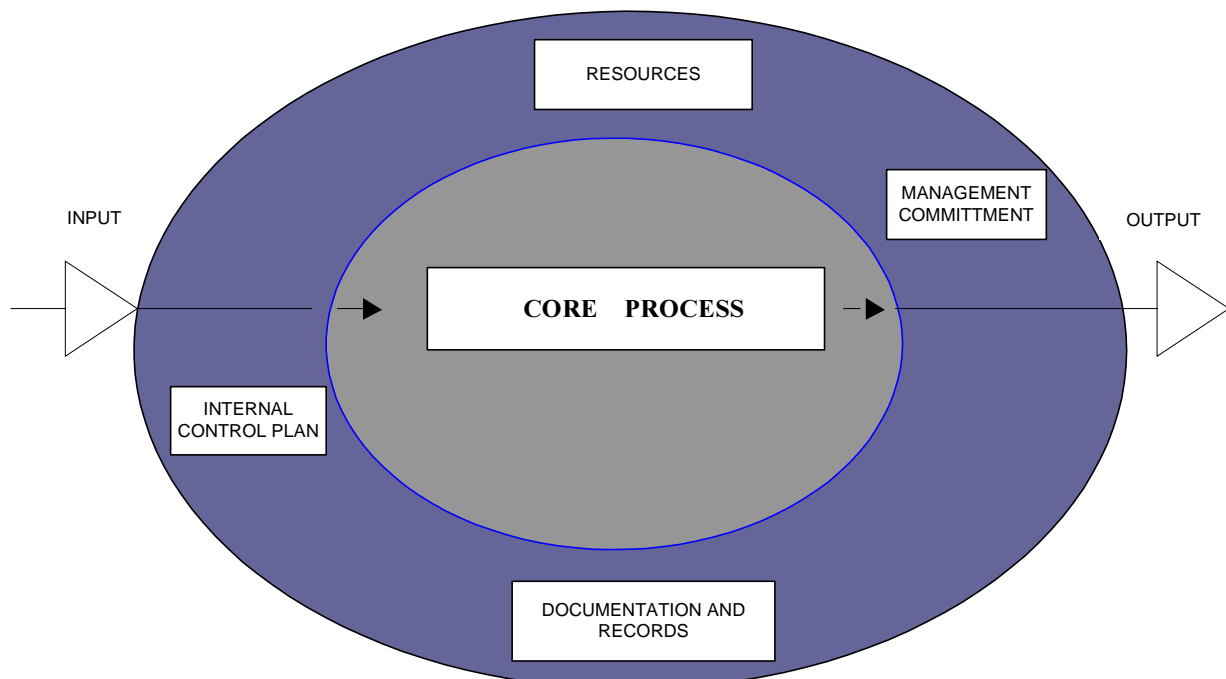 RESOURCES
MANAGEMENT
COMMITTMENT
INPUT
OUTPUT
CORE PROCESS
INTERNAL
CONTROL PLAN
DOCUMENTATION AND
RECORDS